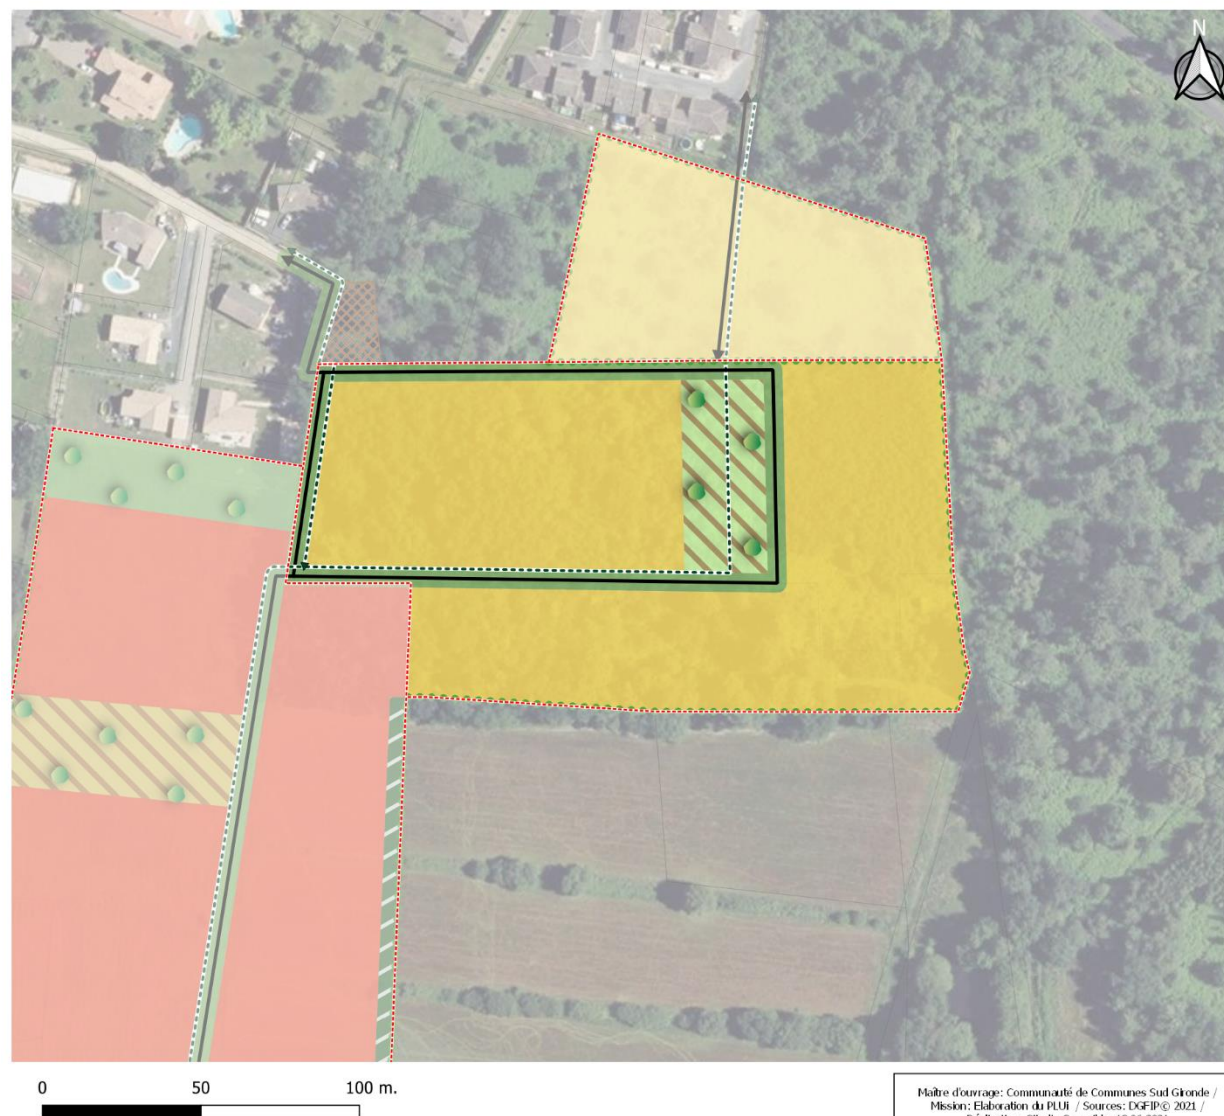 N
0 50 100 m.
Maître d'ouvrage: Communauté de Communes Sud Gironde /
Mission: Elaboration du PLUi / Sources: DGFIP© 2021 /